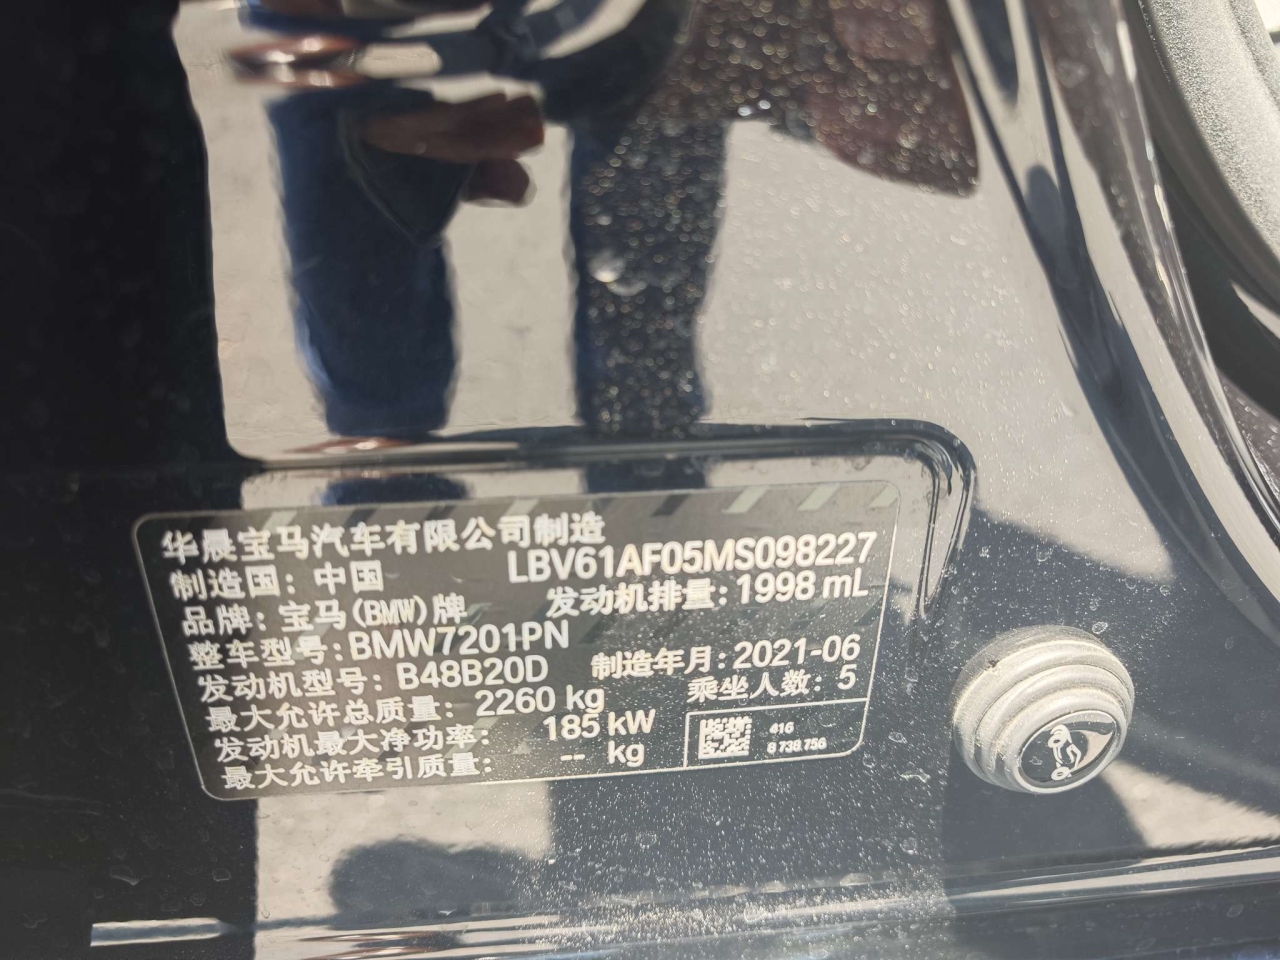 华晨宝马汽车有限公司制造
制造国：中国 LBV61AF05MS098227
品牌：宝马(BMW)牌 发动机排量：1998 mL
整车型号：BMW7201PN
发动机型号：B48B20D 制造年月：2021-06
最大允许总质量：2260 kg 乘坐人数：5
发动机最大净功率：185 kW
最大允许牵引质量：-- kg
416
8 738 756